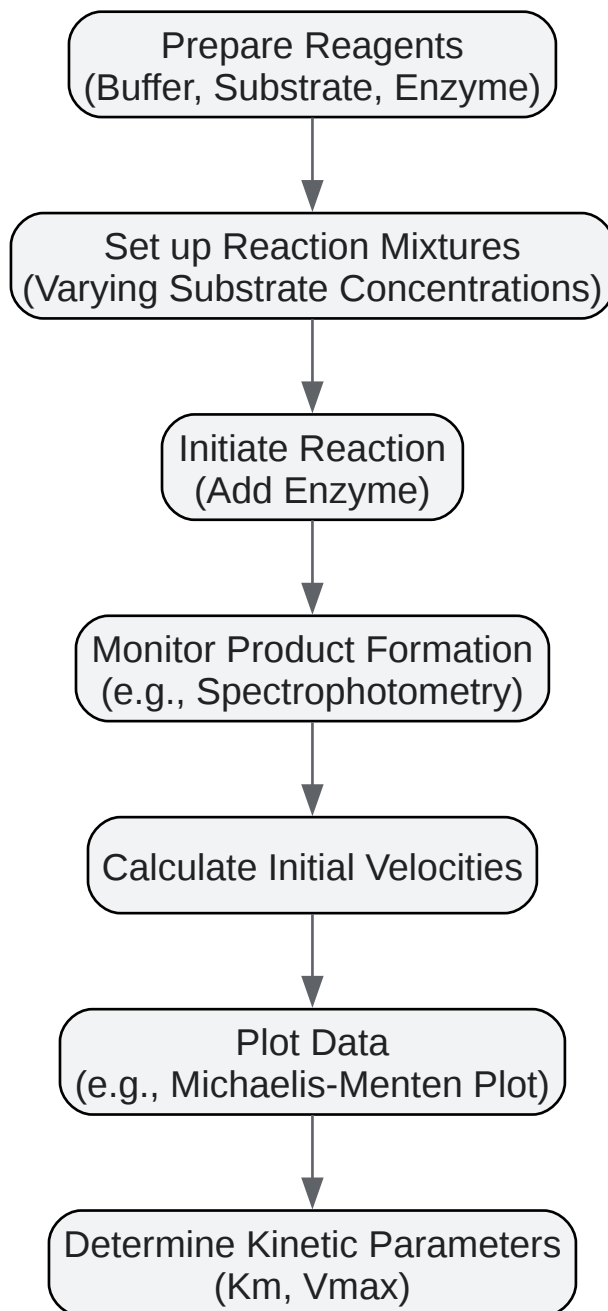 Prepare Reagents
(Buffer, Substrate, Enzyme)
Set up Reaction Mixtures
(Varying Substrate Concentrations)
Initiate Reaction
(Add Enzyme)
Monitor Product Formation
(e.g., Spectrophotometry)
Calculate Initial Velocities
Plot Data
(e.g., Michaelis-Menten Plot)
Determine Kinetic Parameters
(Km, Vmax)